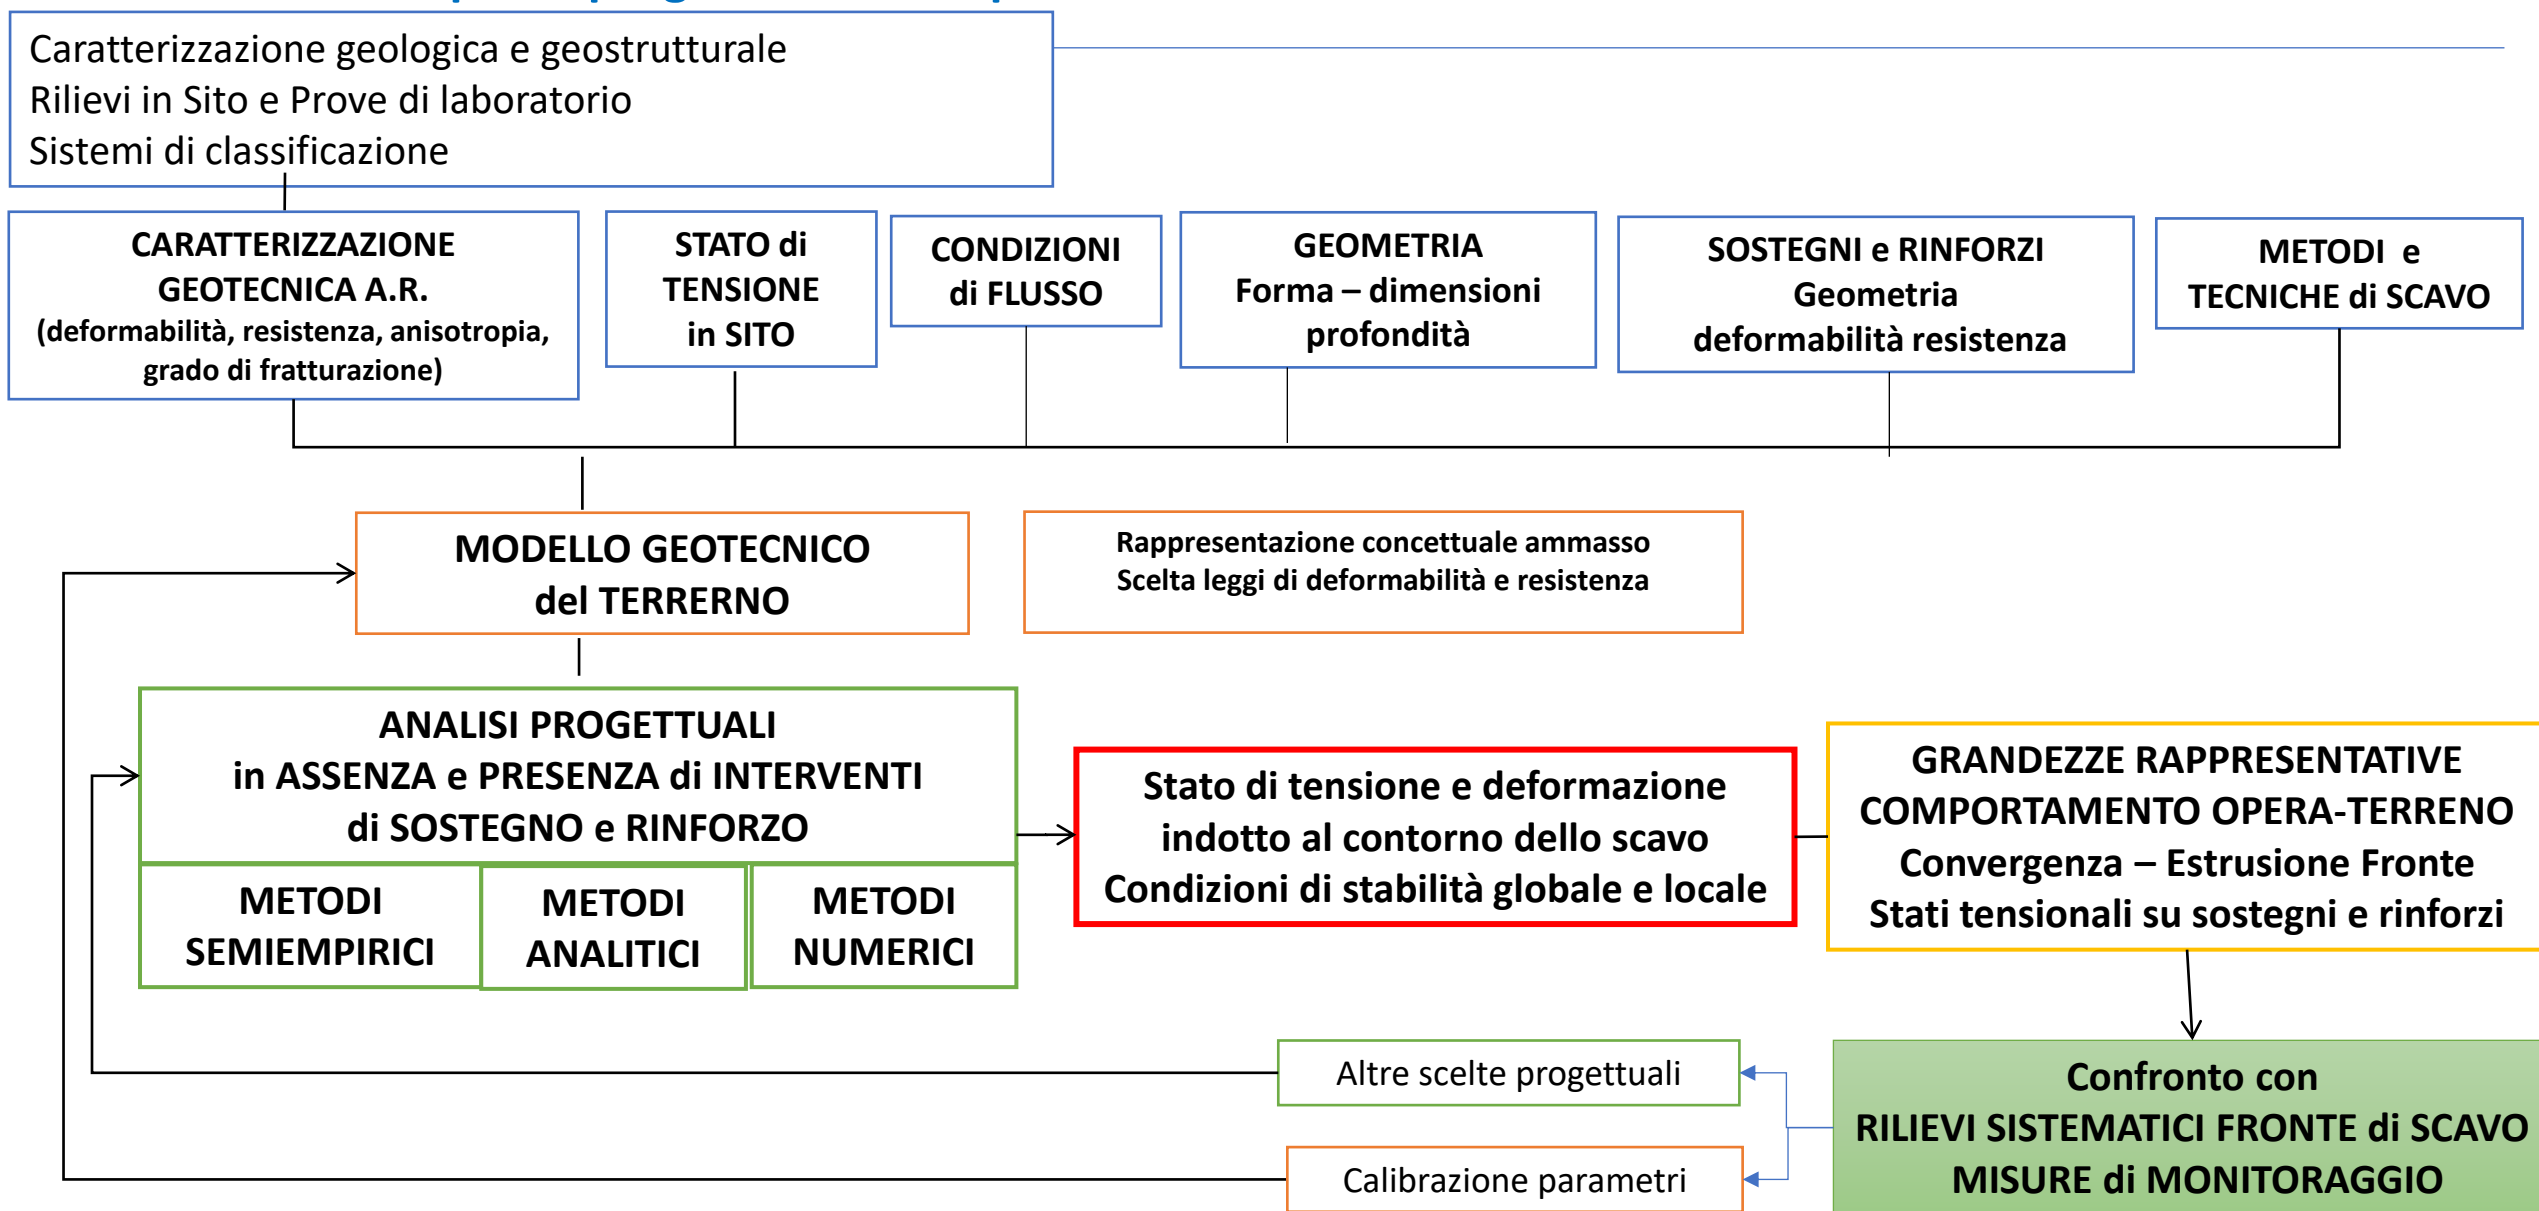 Caratterizzazione geologica e geostrutturale
Rilievi in Sito e Prove di laboratorio
Sistemi di classificazione
CARATTERIZZAZIONE
GEOTECNICA A.R.
(deformabilità, resistenza, anisotropia,
grado di fratturazione)
STATO di
TENSIONE
in SITO
CONDIZIONI
di FLUSSO
GEOMETRIA
Forma – dimensioni
profondità
SOSTEGNI e RINFORZI
Geometria
deformabilità resistenza
METODI e
TECNICHE di SCAVO
MODELLO GEOTECNICO
del TERRERNO
Rappresentazione concettuale ammasso
Scelta leggi di deformabilità e resistenza
ANALISI PROGETTUALI
in ASSENZA e PRESENZA di INTERVENTI
di SOSTEGNO e RINFORZO
METODI
SEMIEMPIRICI
METODI
ANALITICI
METODI
NUMERICI
Stato di tensione e deformazione
indotto al contorno dello scavo
Condizioni di stabilità globale e locale
GRANDEZZE RAPPRESENTATIVE
COMPORTAMENTO OPERA-TERRENO
Convergenza – Estrusione Fronte
Stati tensionali su sostegni e rinforzi
Altre scelte progettuali
Calibrazione parametri
Confronto con
RILIEVI SISTEMATICI FRONTE di SCAVO
MISURE di MONITORAGGIO